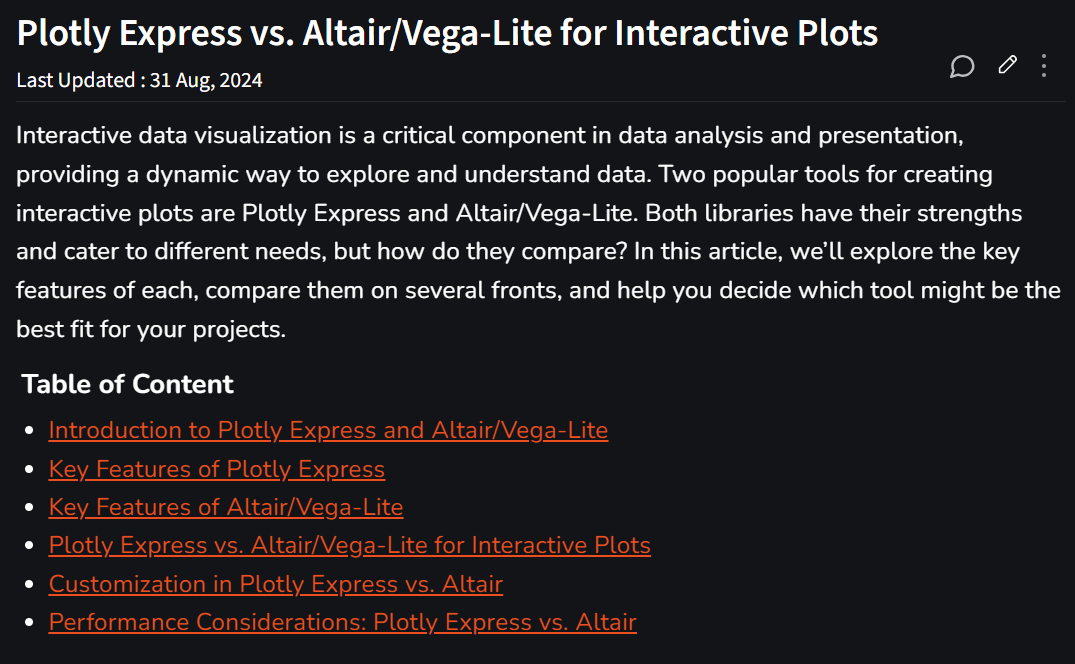 Plotly Express vs. Altair/Vega-Lite for Interactive Plots
Last Updated : 31 Aug, 2024
Interactive data visualization is a critical component in data analysis and presentation,
providing a dynamic way to explore and understand data. Two popular tools for creating
interactive plots are Plotly Express and Altair/Vega-Lite. Both libraries have their strengths
and cater to different needs, but how do they compare? In this article, we’ll explore the key
features of each, compare them on several fronts, and help you decide which tool might be the
best fit for your projects.
Table of Content
Introduction to Plotly Express and Altair/Vega-Lite
Key Features of Plotly Express
Key Features of Altair/Vega-Lite
Plotly Express vs. Altair/Vega-Lite for Interactive Plots
Customization in Plotly Express vs. Altair
Performance Considerations: Plotly Express vs. Altair